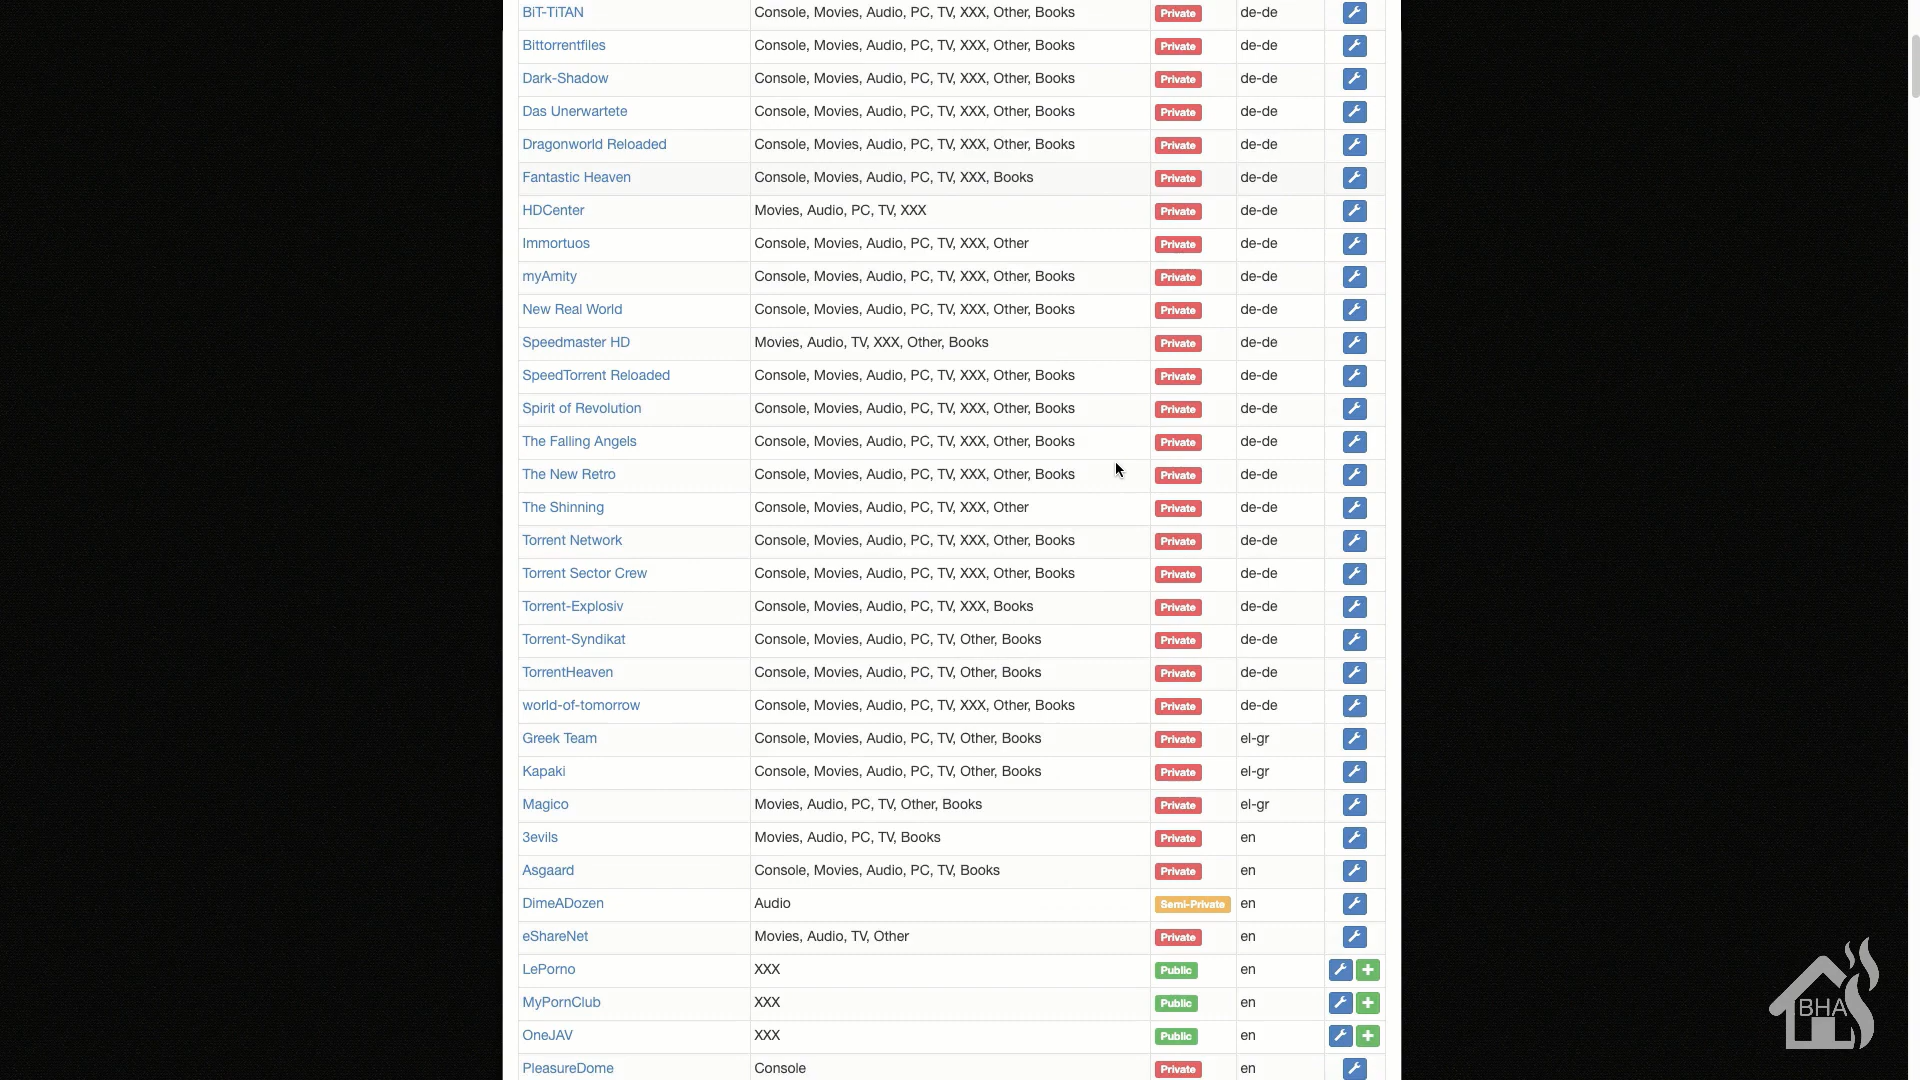 BiT-TiTAN Console, Movies, Audio, PC, TV, XXX, Other, Books Private de-de
Bittorrentfiles Console, Movies, Audio, PC, TV, XXX, Other, Books Private de-de
Dark-Shadow Console, Movies, Audio, PC, TV, XXX, Other, Books Private de-de
Das Unerwartete Console, Movies, Audio, PC, TV, XXX, Other, Books Private de-de
Dragonworld Reloaded Console, Movies, Audio, PC, TV, XXX, Other, Books Private de-de
Fantastic Heaven Console, Movies, Audio, PC, TV, XXX, Books Private de-de
HDCenter Movies, Audio, PC, TV, XXX Private de-de
Immortuos Console, Movies, Audio, PC, TV, XXX, Other Private de-de
myAmity Console, Movies, Audio, PC, TV, XXX, Other, Books Private de-de
New Real World Console, Movies, Audio, PC, TV, XXX, Other, Books Private de-de
Speedmaster HD Movies, Audio, TV, XXX, Other, Books Private de-de
SpeedTorrent Reloaded Console, Movies, Audio, PC, TV, XXX, Other, Books Private de-de
Spirit of Revolution Console, Movies, Audio, PC, TV, XXX, Other, Books Private de-de
The Falling Angels Console, Movies, Audio, PC, TV, XXX, Other, Books Private de-de
The New Retro Console, Movies, Audio, PC, TV, XXX, Other, Books Private de-de
The Shinning Console, Movies, Audio, PC, TV, XXX, Other Private de-de
Torrent Network Console, Movies, Audio, PC, TV, XXX, Other, Books Private de-de
Torrent Sector Crew Console, Movies, Audio, PC, TV, XXX, Other, Books Private de-de
Torrent-Explosiv Console, Movies, Audio, PC, TV, XXX, Books Private de-de
Torrent-Syndikat Console, Movies, Audio, PC, TV, Other, Books Private de-de
TorrentHeaven Console, Movies, Audio, PC, TV, Other, Books Private de-de
world-of-tomorrow Console, Movies, Audio, PC, TV, XXX, Other, Books Private de-de
Greek Team Console, Movies, Audio, PC, TV, Other, Books Private el-gr
Kapaki Console, Movies, Audio, PC, TV, Other, Books Private el-gr
Magico Movies, Audio, PC, TV, Other, Books Private el-gr
3evils Movies, Audio, PC, TV, Books Private en
Asgaard Console, Movies, Audio, PC, TV, Books Private en
DimeADozen Audio Semi-Private en
eShareNet Movies, Audio, TV, Other Private en
LePorno XXX Public en
MyPornClub XXX Public en
OneJAV XXX Public en
PleasureDome Console Private en
BHA